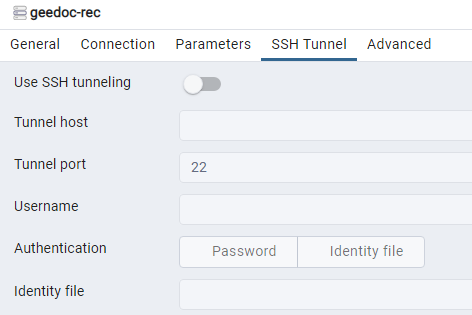 geedoc-rec
General Connection Parameters SSH Tunnel Advanced
Use SSH tunneling
Tunnel host
Tunnel port 22
Username
Authentication Password Identity file
Identity file